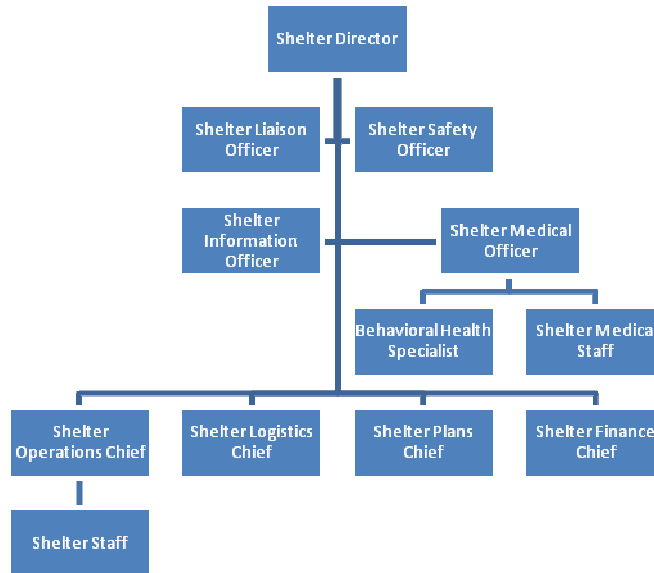 Shelter Director
Shelter Liaison
Officer
Shelter Safety
Officer
Shelter
Information
Officer
Shelter Medical
Officer
Behavioral Health
Specialist
Shelter Medical
Staff
Shelter
Operations Chief
Shelter Logistics
Chief
Shelter Plans
Chief
Shelter Finance
Chief
Shelter Staff